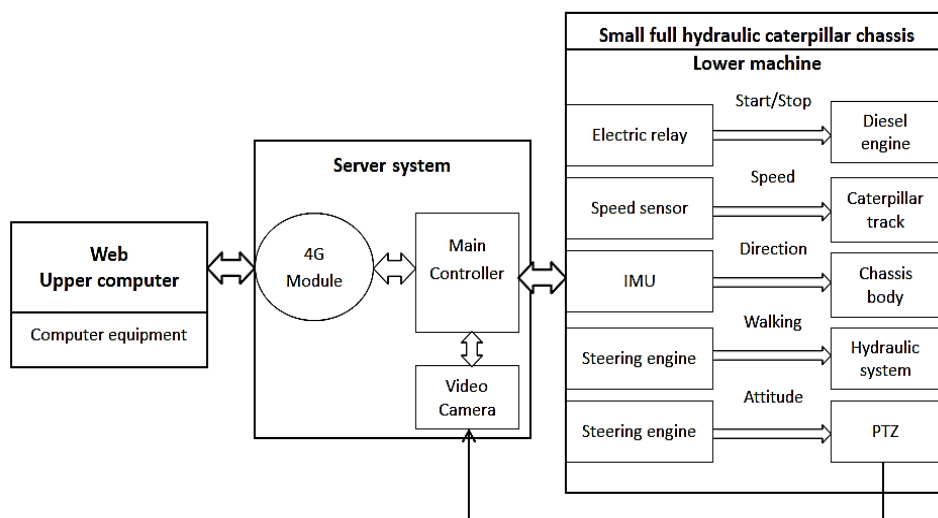 Small full hydraulic caterpillar chassis
Lower machine
Start/Stop
Electric relay
Diesel
engine
Server system
Speed
Speed sensor
Caterpillar
track
Web
Upper computer
Computer equipment
4G
Module
Main
Controller
Direction
IMU
Chassis
body
Walking
Steering engine
Hydraulic
system
Video
Camera
Attitude
Steering engine
PTZ